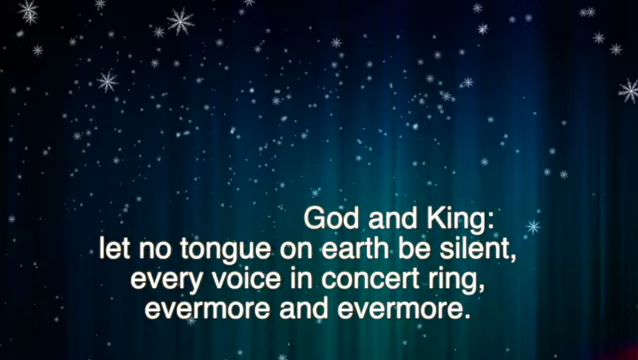 God and King:
let no tongue on earth be silent,
every voice in concert ring,
evermore and evermore.